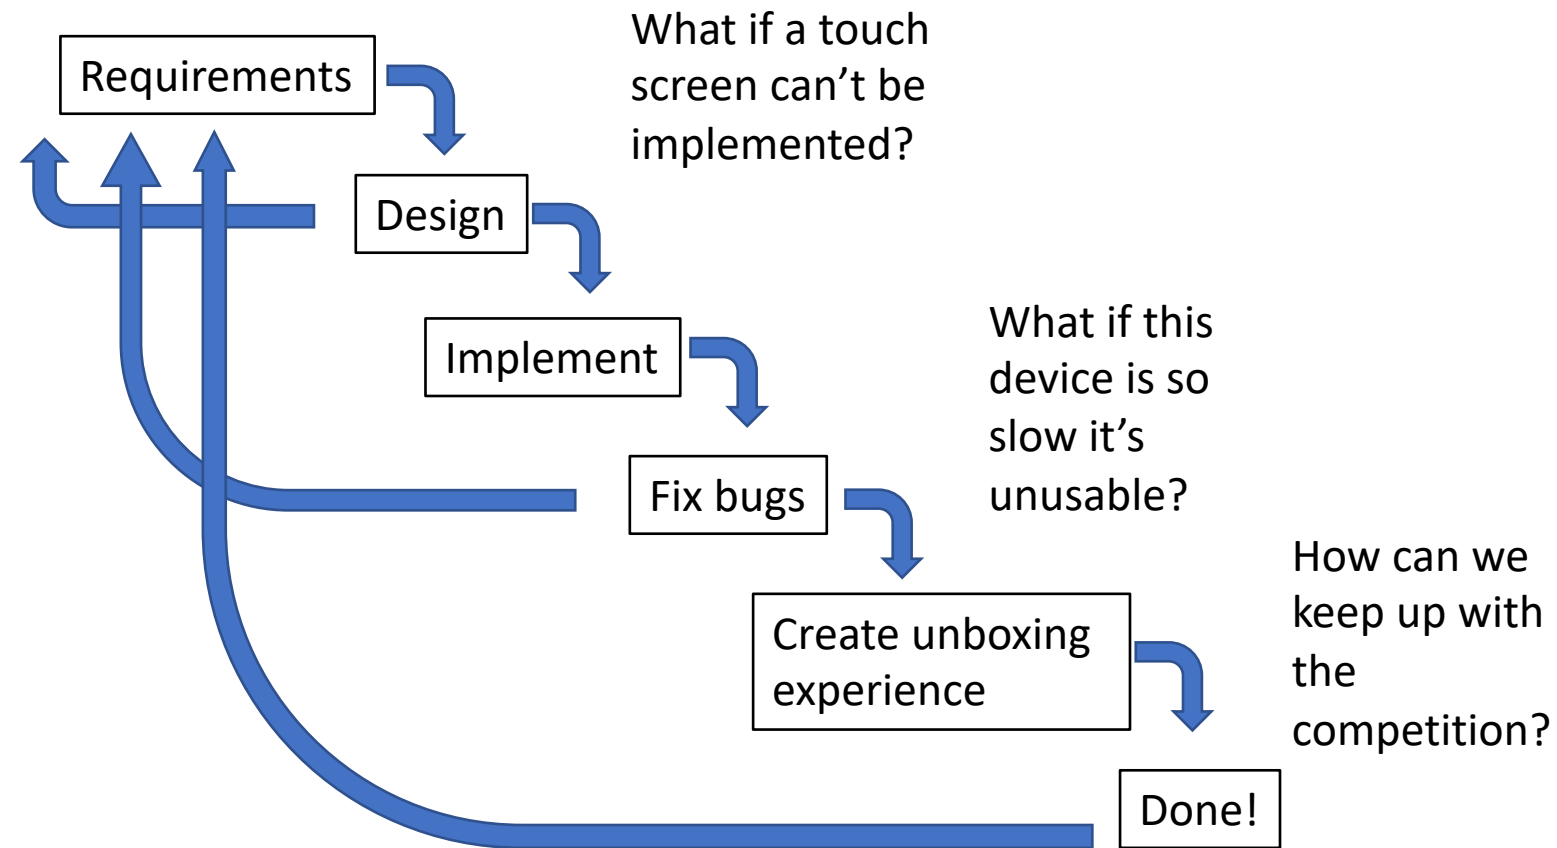 Requirements
What if a touch
screen can’t be
implemented?
Design
Implement
What if this
device is so
slow it’s
unusable?
Fix bugs
Create unboxing
experience
How can we
keep up with
the
competition?
Done!